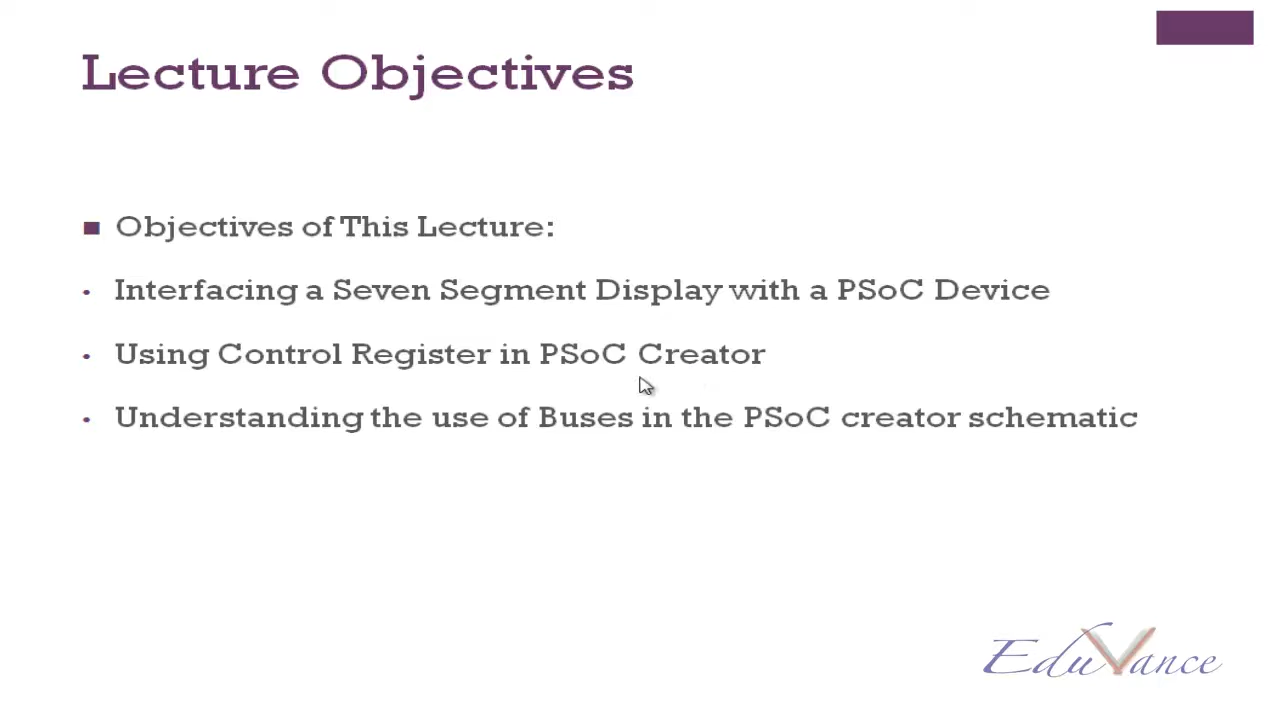 Lecture Objectives
Objectives of This Lecture:
Interfacing a Seven Segment Display with a PSoC Device
Using Control Register in PSoC Creator
Understanding the use of Buses in the PSoC creator schematic
EduVance